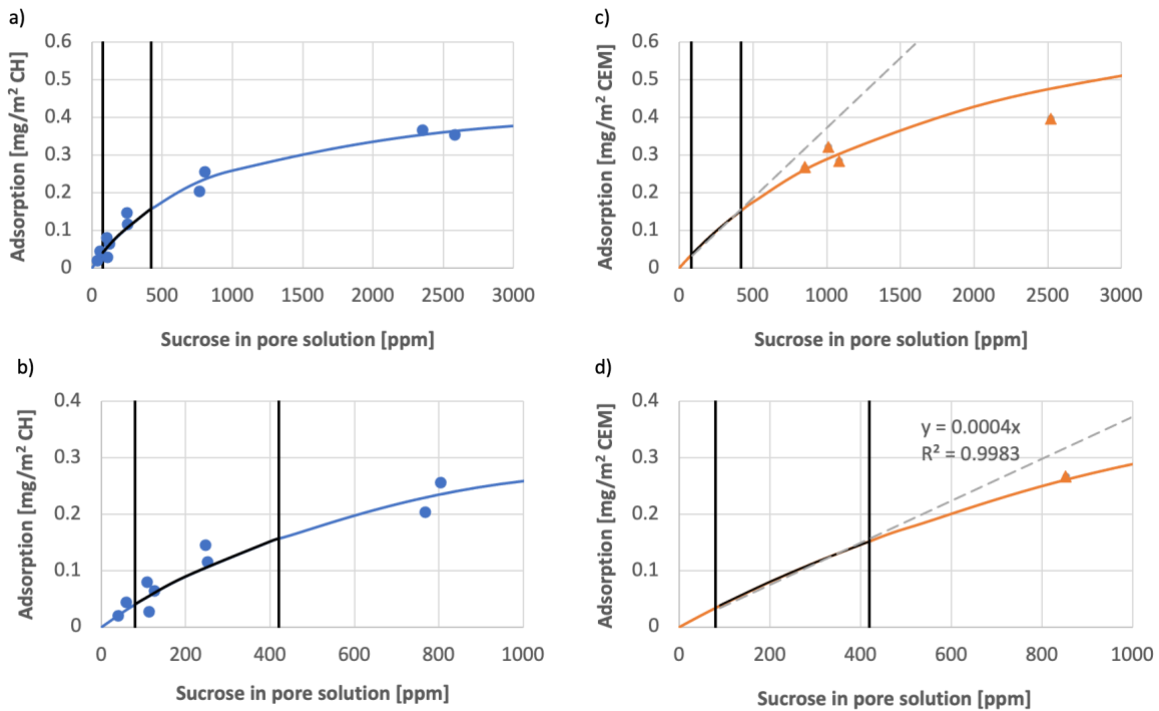 a)
Adsorption [mg/m² CH]
0.6
0.5
0.4
0.3
0.2
0.1
0
0 500 1000 1500 2000 2500 3000
Sucrose in pore solution [ppm]
c)
Adsorption [mg/m² CEM]
0.6
0.5
0.4
0.3
0.2
0.1
0
0 500 1000 1500 2000 2500 3000
Sucrose in pore solution [ppm]
b)
Adsorption [mg/m² CH]
0.4
0.3
0.2
0.1
0
0 200 400 600 800 1000
Sucrose in pore solution [ppm]
d)
Adsorption [mg/m² CEM]
0.4
0.3
0.2
0.1
0
y = 0.0004x
R² = 0.9983
0 200 400 600 800 1000
Sucrose in pore solution [ppm]